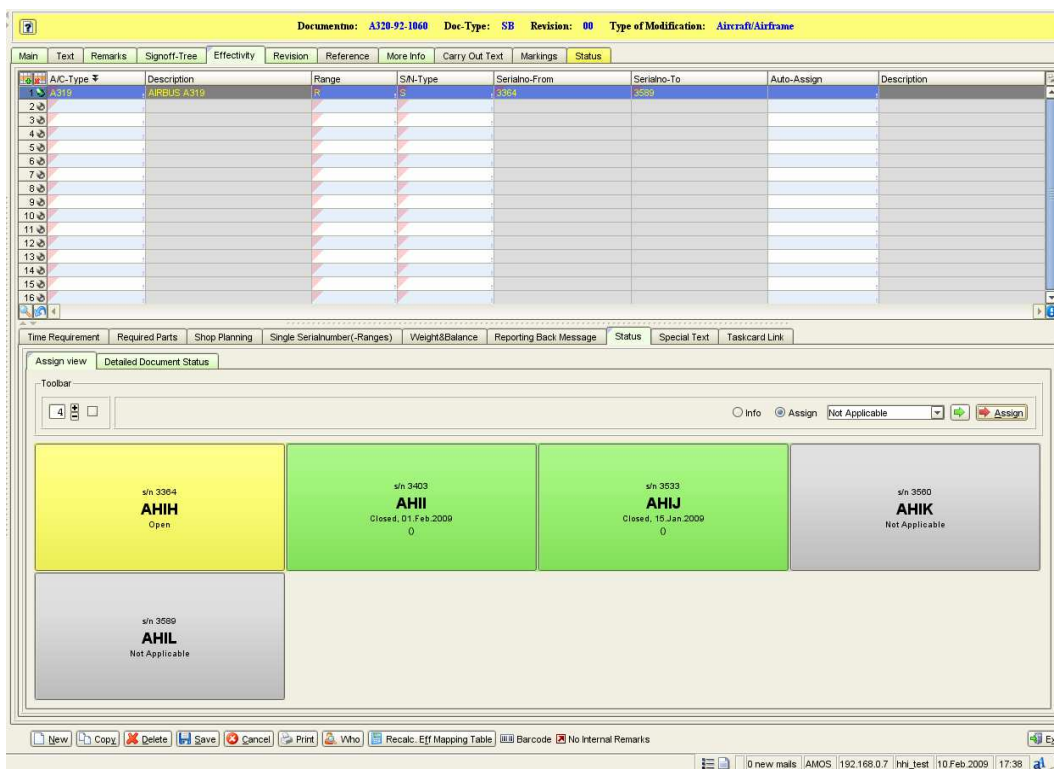 Documentno: A320-92-1060 Doc-Type: SB Revision: 00 Type of Modification: Aircraft/Airframe
Main Text Remarks Signoff-Tree Effectivity Revision Reference More Info Carry Out Text Markings Status
A/C-Type Description Range S/N-Type Serialno-From Serialno-To Auto-Assign Description
1 A319 AIRBUS A319 R S 3364 3589
2
3
4
5
6
7
8
9
10
11
12
13
14
15
16
Time Requirement Required Parts Shop Planning Single Serialnumber(-Ranges) Weight&Balance Reporting Back Message Status Special Text Taskcard Link
Assign view Detailed Document Status
Toolbar
4 Info Assign Not Applicable Assign
s/n 3364
AHIH
Open
s/n 3403
AHII
Closed, 01.Feb.2009
()
s/n 3533
AHIJ
Closed, 15.Jan.2009
()
s/n 3560
AHIK
Not Applicable
s/n 3589
AHIL
Not Applicable
New Copy Delete Save Cancel Print Who Recalc. Eff Mapping Table Barcode No Internal Remarks
0 new mails AMOS 192.168.0.7 hhi_test 10.Feb.2009 17:38